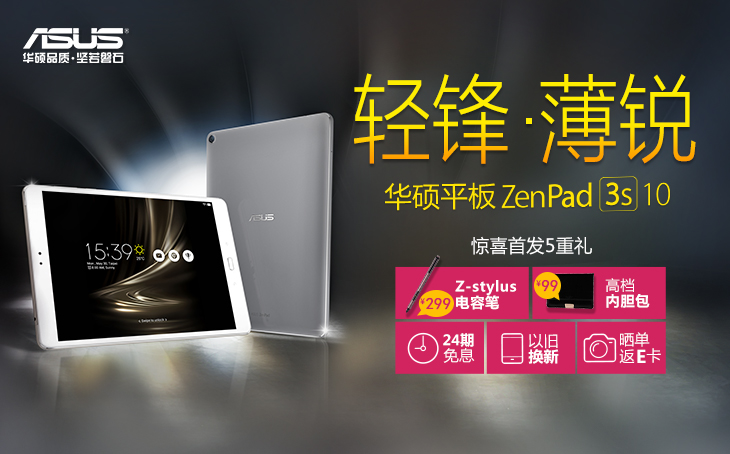 ASUS®
华硕品质·坚若磐石
轻锋·薄锐
华硕平板 ZenPad 3s 10
惊喜首发5重礼
¥299
Z-stylus
电容笔
¥99
高档
内胆包
24期
免息
以旧
换新
晒单
返E卡
ASUS
15:39
25°C